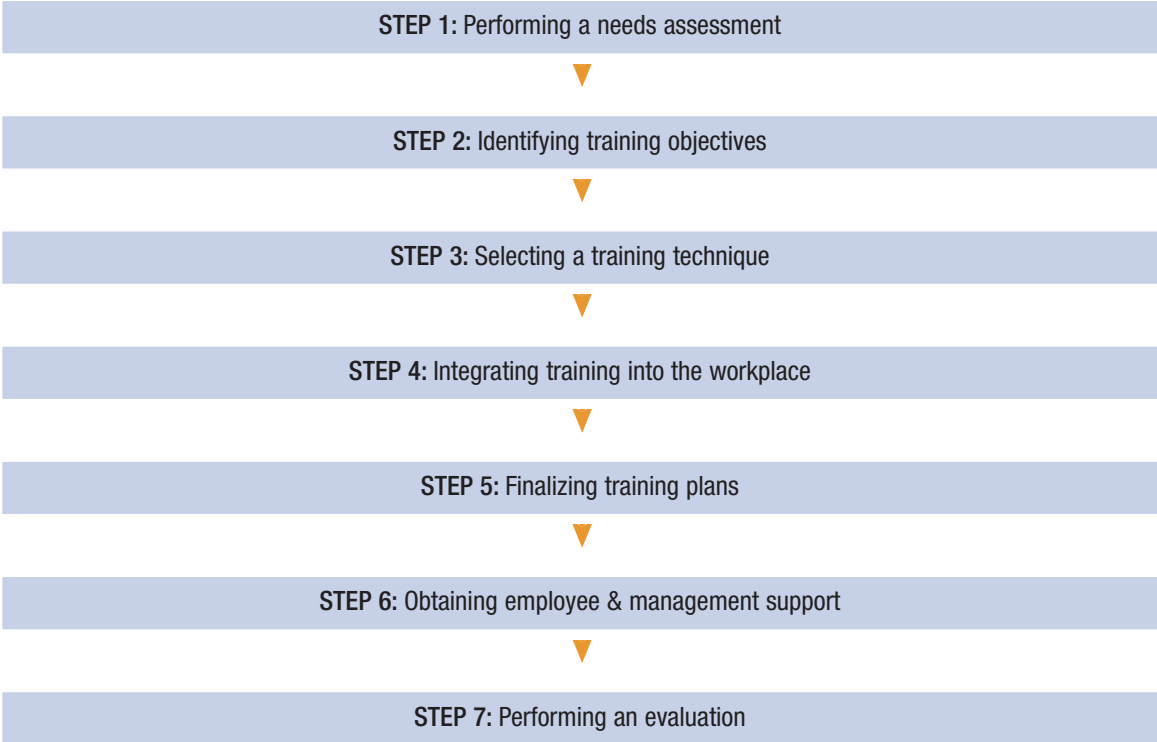 STEP 1: Performing a needs assessment
STEP 2: Identifying training objectives
STEP 3: Selecting a training technique
STEP 4: Integrating training into the workplace
STEP 5: Finalizing training plans
STEP 6: Obtaining employee & management support
STEP 7: Performing an evaluation